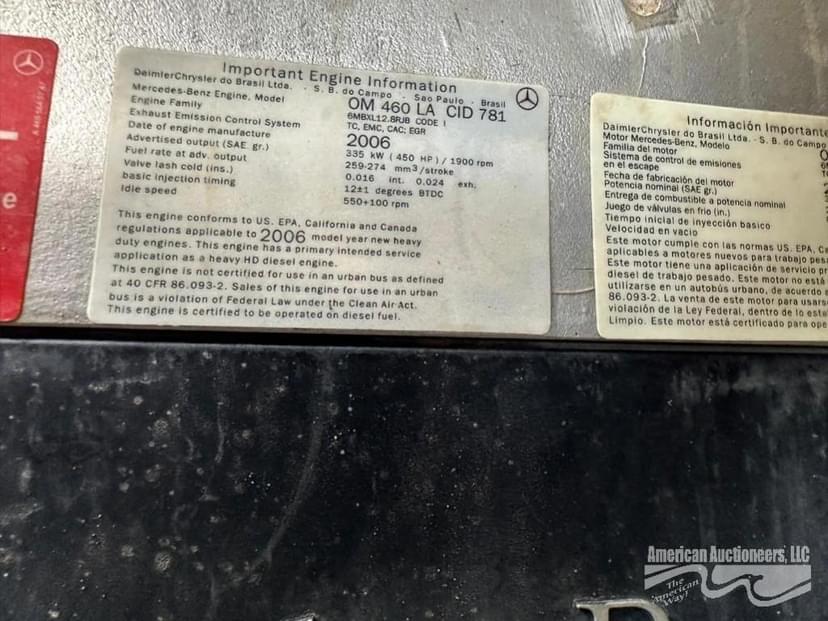 Important Engine Information
DaimlerChrysler do Brasil Ltda. - S. B. do Campo - Sao Paulo - Brasil
Mercedes-Benz Engine, Model OM 460 LA CID 781
Engine Family 6MBXL12.8RJB CODE I
Exhaust Emission Control System TC, EMC, CAC; EGR
Date of engine manufacture 2006
Advertised output (SAE gr.) 335 kW (450 HP) / 1900 rpm
Fuel rate at adv. output 259-274 mm³/stroke
Valve lash cold (ins.) 0.016 int. 0.024 exh.
basic injection timing 12±1 degrees BTDC
Idle speed 550+100 rpm
This engine conforms to US. EPA, California and Canada
regulations applicable to 2006 model year new heavy
duty engines. This engine has a primary intended service
application as a heavy HD diesel engine.
This engine is not certified for use in an urban bus as defined
at 40 CFR 86.093-2. Sales of this engine for use in an urban
bus is a violation of Federal Law under the Clean Air Act.
This engine is certified to be operated on diesel fuel.
Información Importante
DaimlerChrysler do Brasil Ltda. - S. B. do Campo
Motor Mercedes-Benz, Modelo
Familia del motor
Sistema de control de emisiones
en el escape
Fecha de fabricación del motor
Potencia nominal (SAE gr.)
Entrega de combustible a potencia nominal
Juego de válvulas en frio (in.)
Tiempo inicial de inyección basico
Velocidad en vacio
Este motor cumple con las normas US. EPA,
aplicables a motores nuevos para trabajo
Este motor tiene una aplicación de servicio
diesel de trabajo pesado. Este motor no está
utilizarse en un autobús urbano, de acuerdo
86.093-2. La venta de este motor para
violación de la Ley Federal, dentro de lo
Limpio. Este motor está certificado para
American Auctioneers, LLC
The
American
Way!